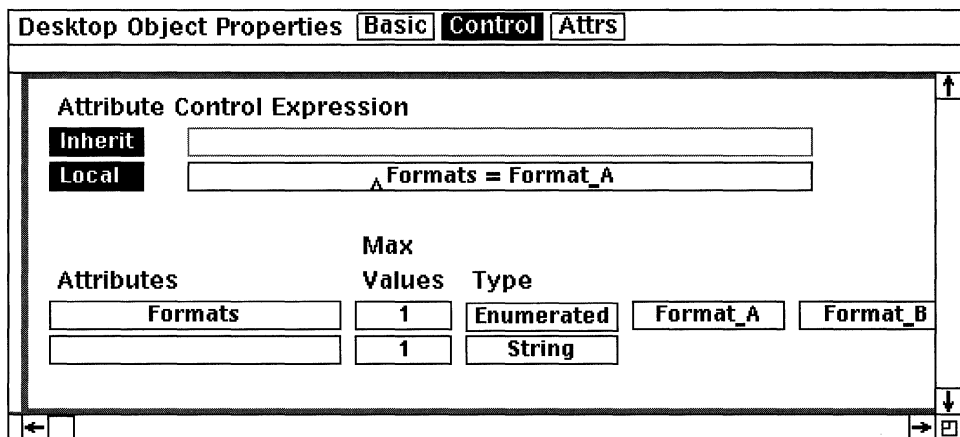 Desktop Object Properties Basic Control Attrs
Attribute Control Expression
Inherit
Local ^Formats = Format_A
Max
Attributes Values Type
Formats 1 Enumerated Format_A Format_B
1 String